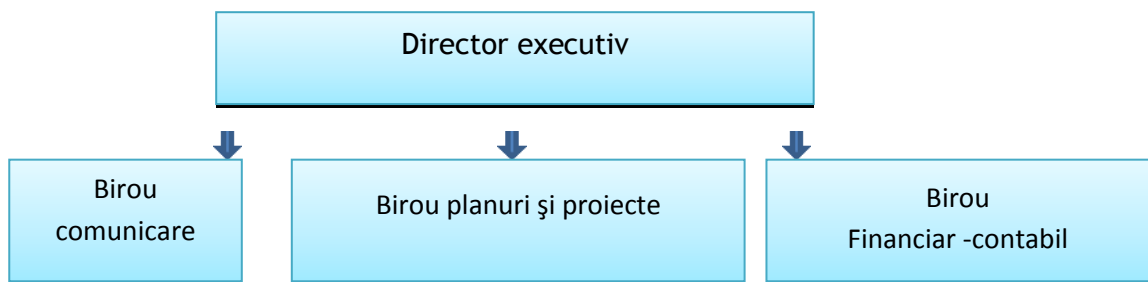 Director executiv
Birou
comunicare
Birou planuri şi proiecte
Birou
Financiar -contabil